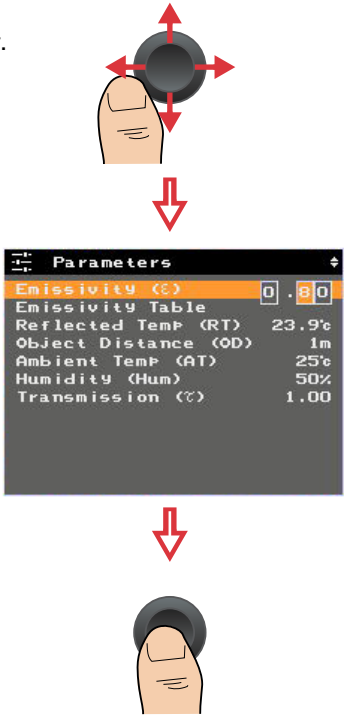 .
Parameters
Emissivity (ε) 0.80
Emissivity Table
Reflected Temp (RT) 23.9°c
Object Distance (OD) 1m
Ambient Temp (AT) 25°c
Humidity (Hum) 50%
Transmission (τ) 1.00